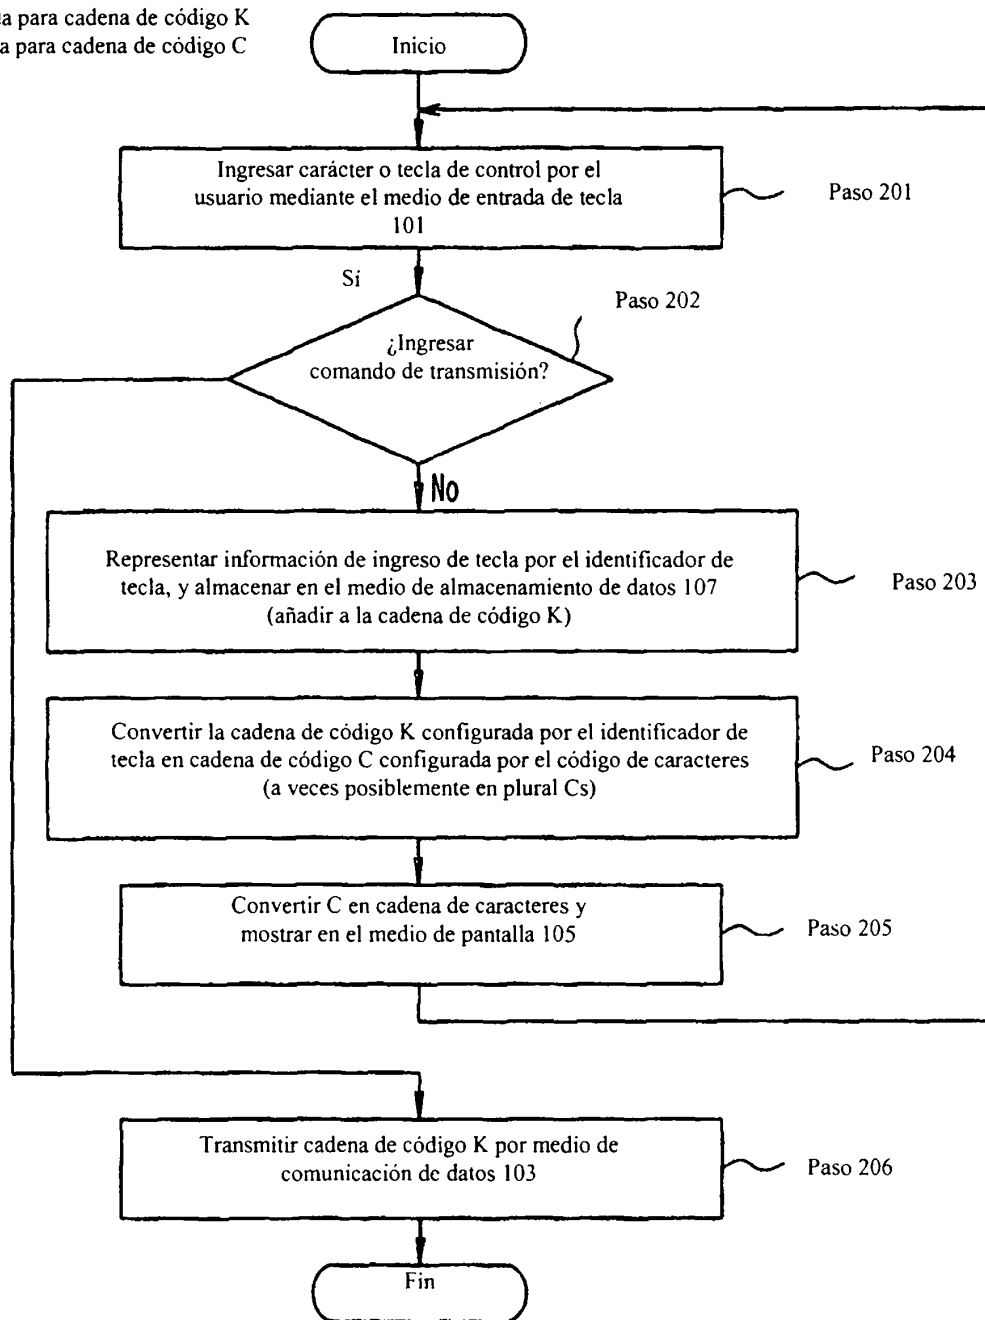 para cadena de código K
para cadena de código C
Inicio
Ingresar carácter o tecla de control por el
usuario mediante el medio de entrada de tecla
101
Paso 201
Sí
Paso 202
¿Ingresar
comando de transmisión?
No
Representar información de ingreso de tecla por el identificador de
tecla, y almacenar en el medio de almacenamiento de datos 107
(añadir a la cadena de código K)
Paso 203
Convertir la cadena de código K configurada por el identificador de
tecla en cadena de código C configurada por el código de caracteres
(a veces posiblemente en plural Cs)
Paso 204
Convertir C en cadena de caracteres y
mostrar en el medio de pantalla 105
Paso 205
Transmitir cadena de código K por medio de
comunicación de datos 103
Paso 206
Fin